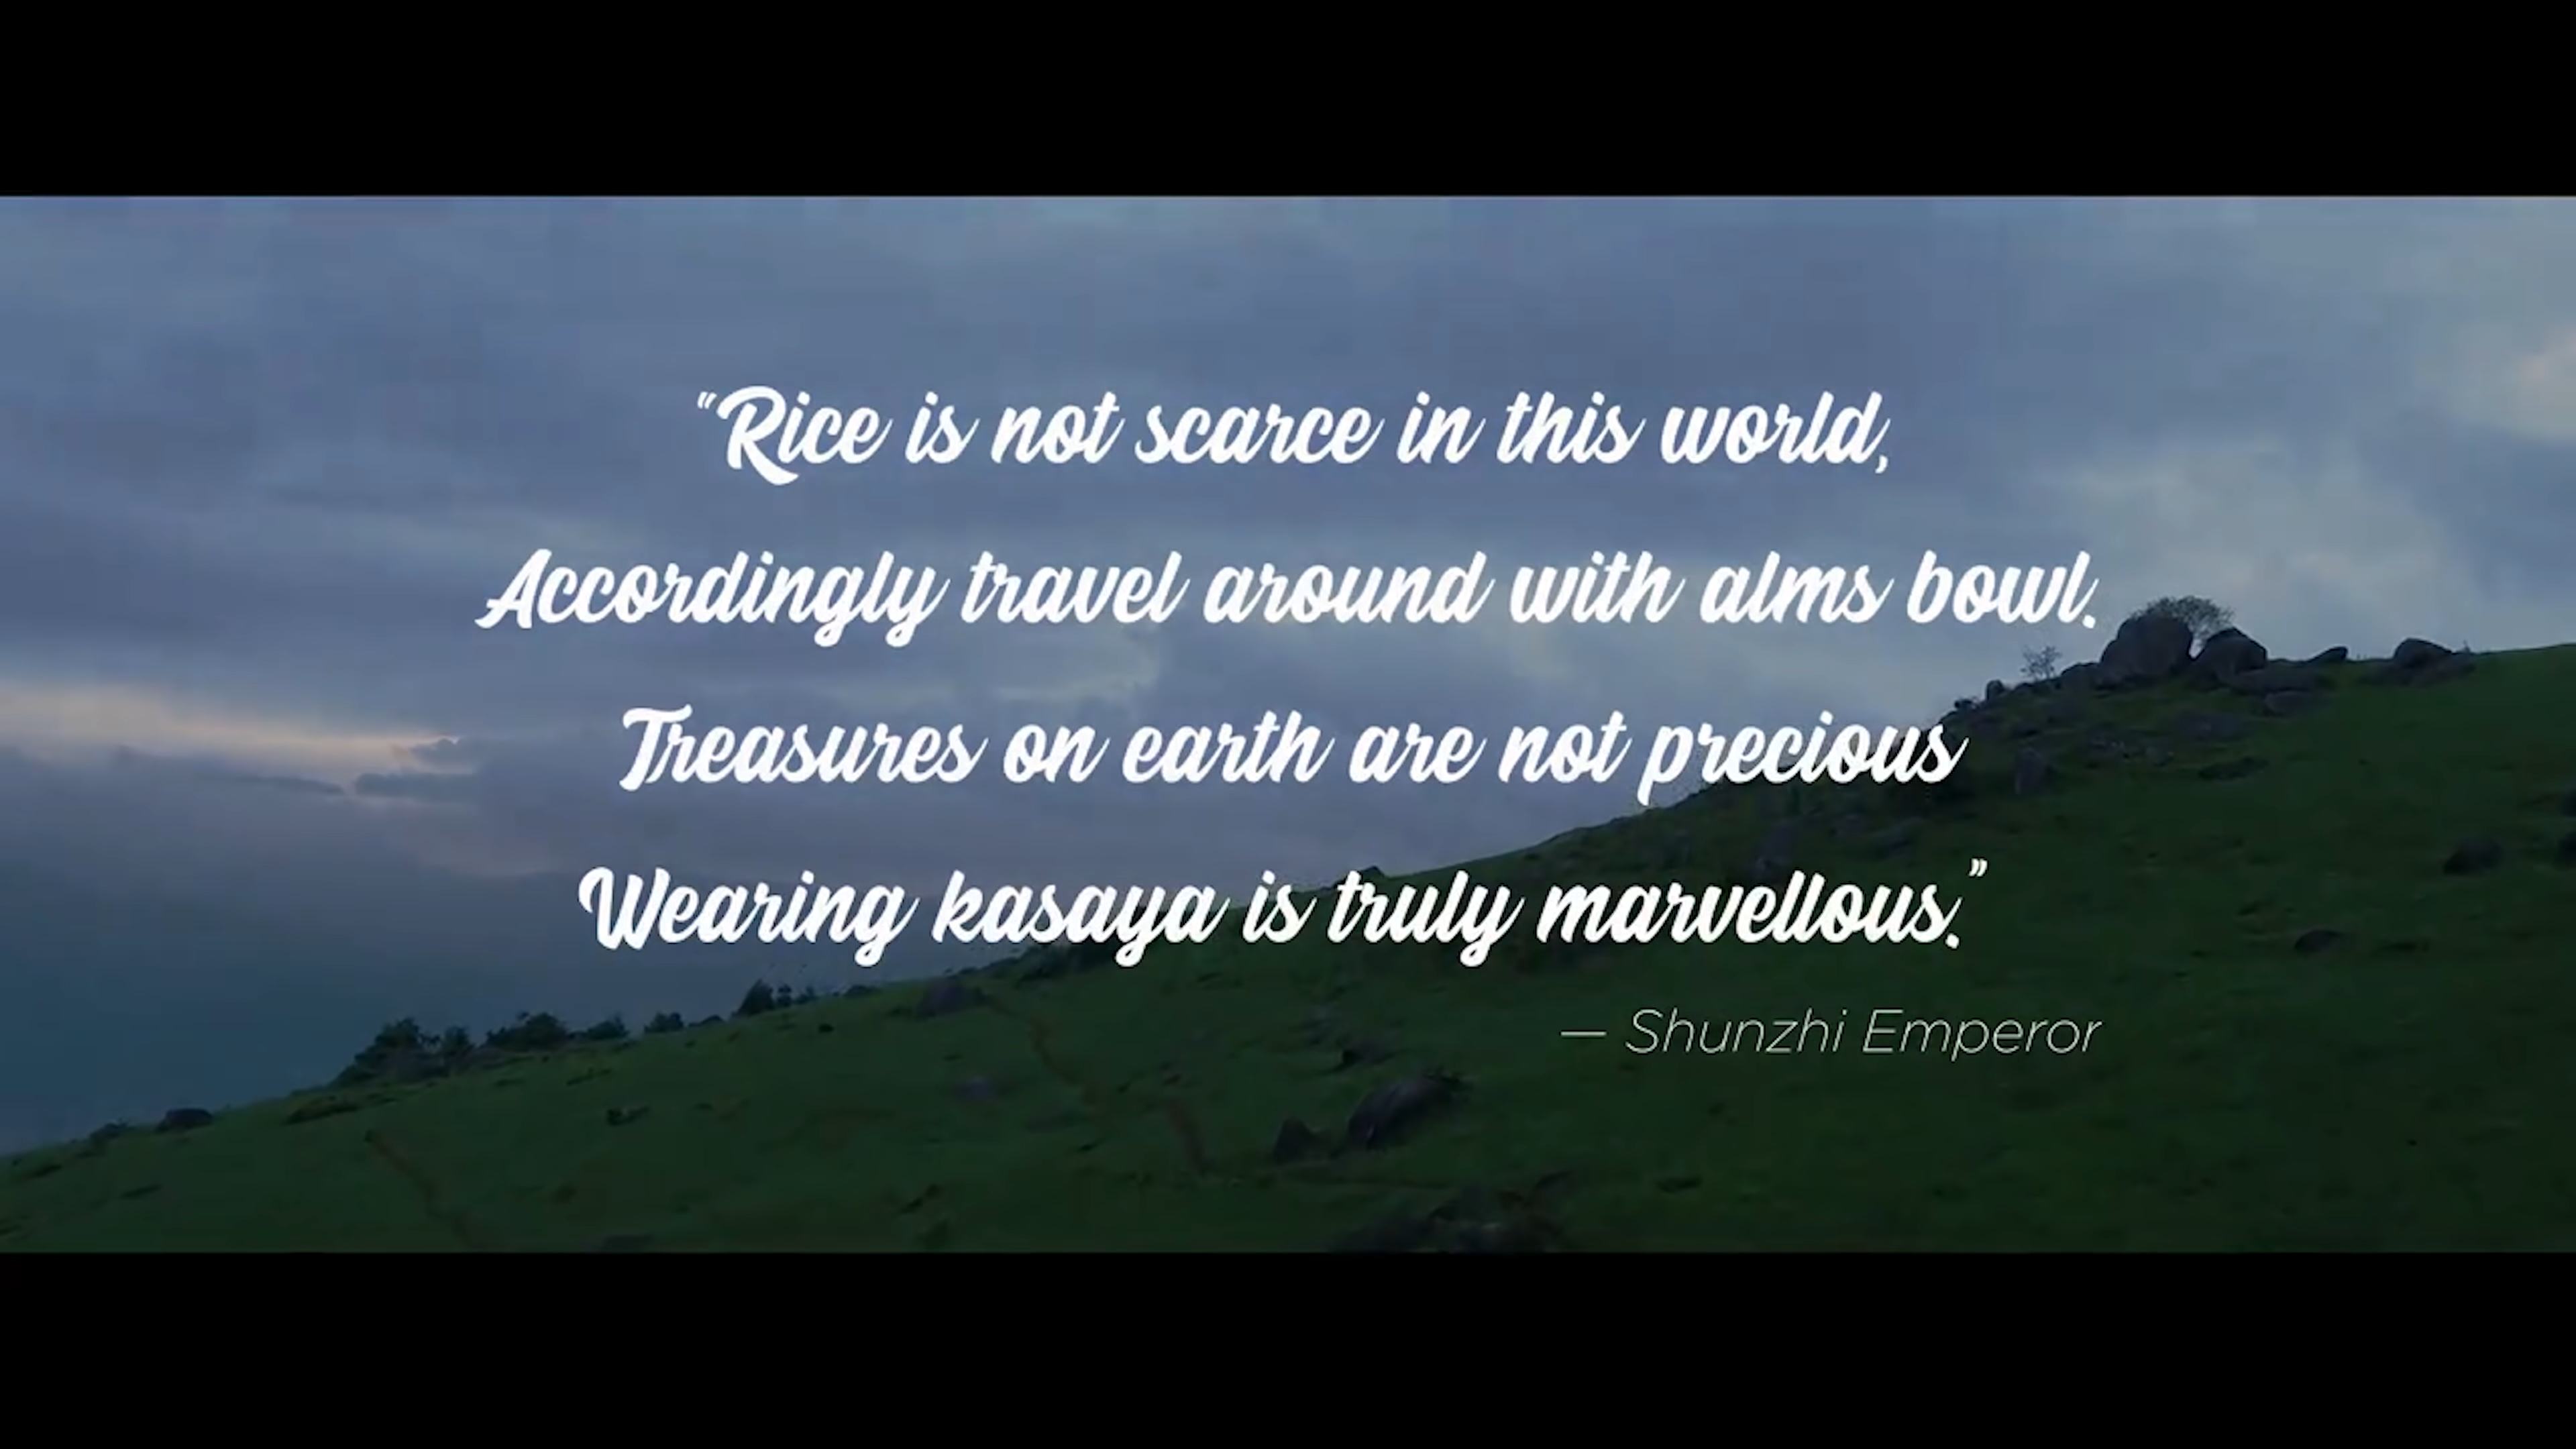 “Rice is not scarce in this world,
Accordingly travel around with alms bowl.
Treasures on earth are not precious
Wearing kasaya is truly marvellous.”
— Shunzhi Emperor